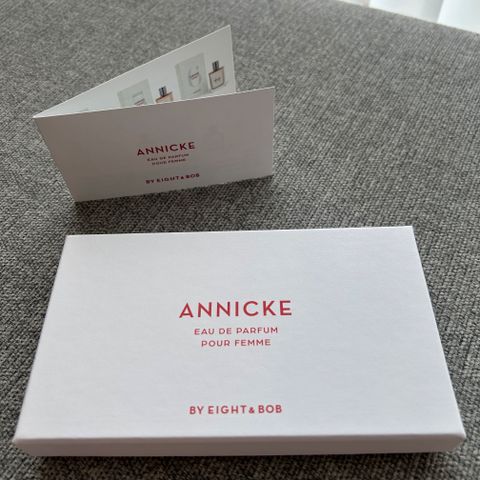 ANNICKE
EAU DE PARFUM
POUR FEMME
BY EIGHT & BOB
ANNICKE
EAU DE PARFUM
POUR FEMME
BY EIGHT & BOB